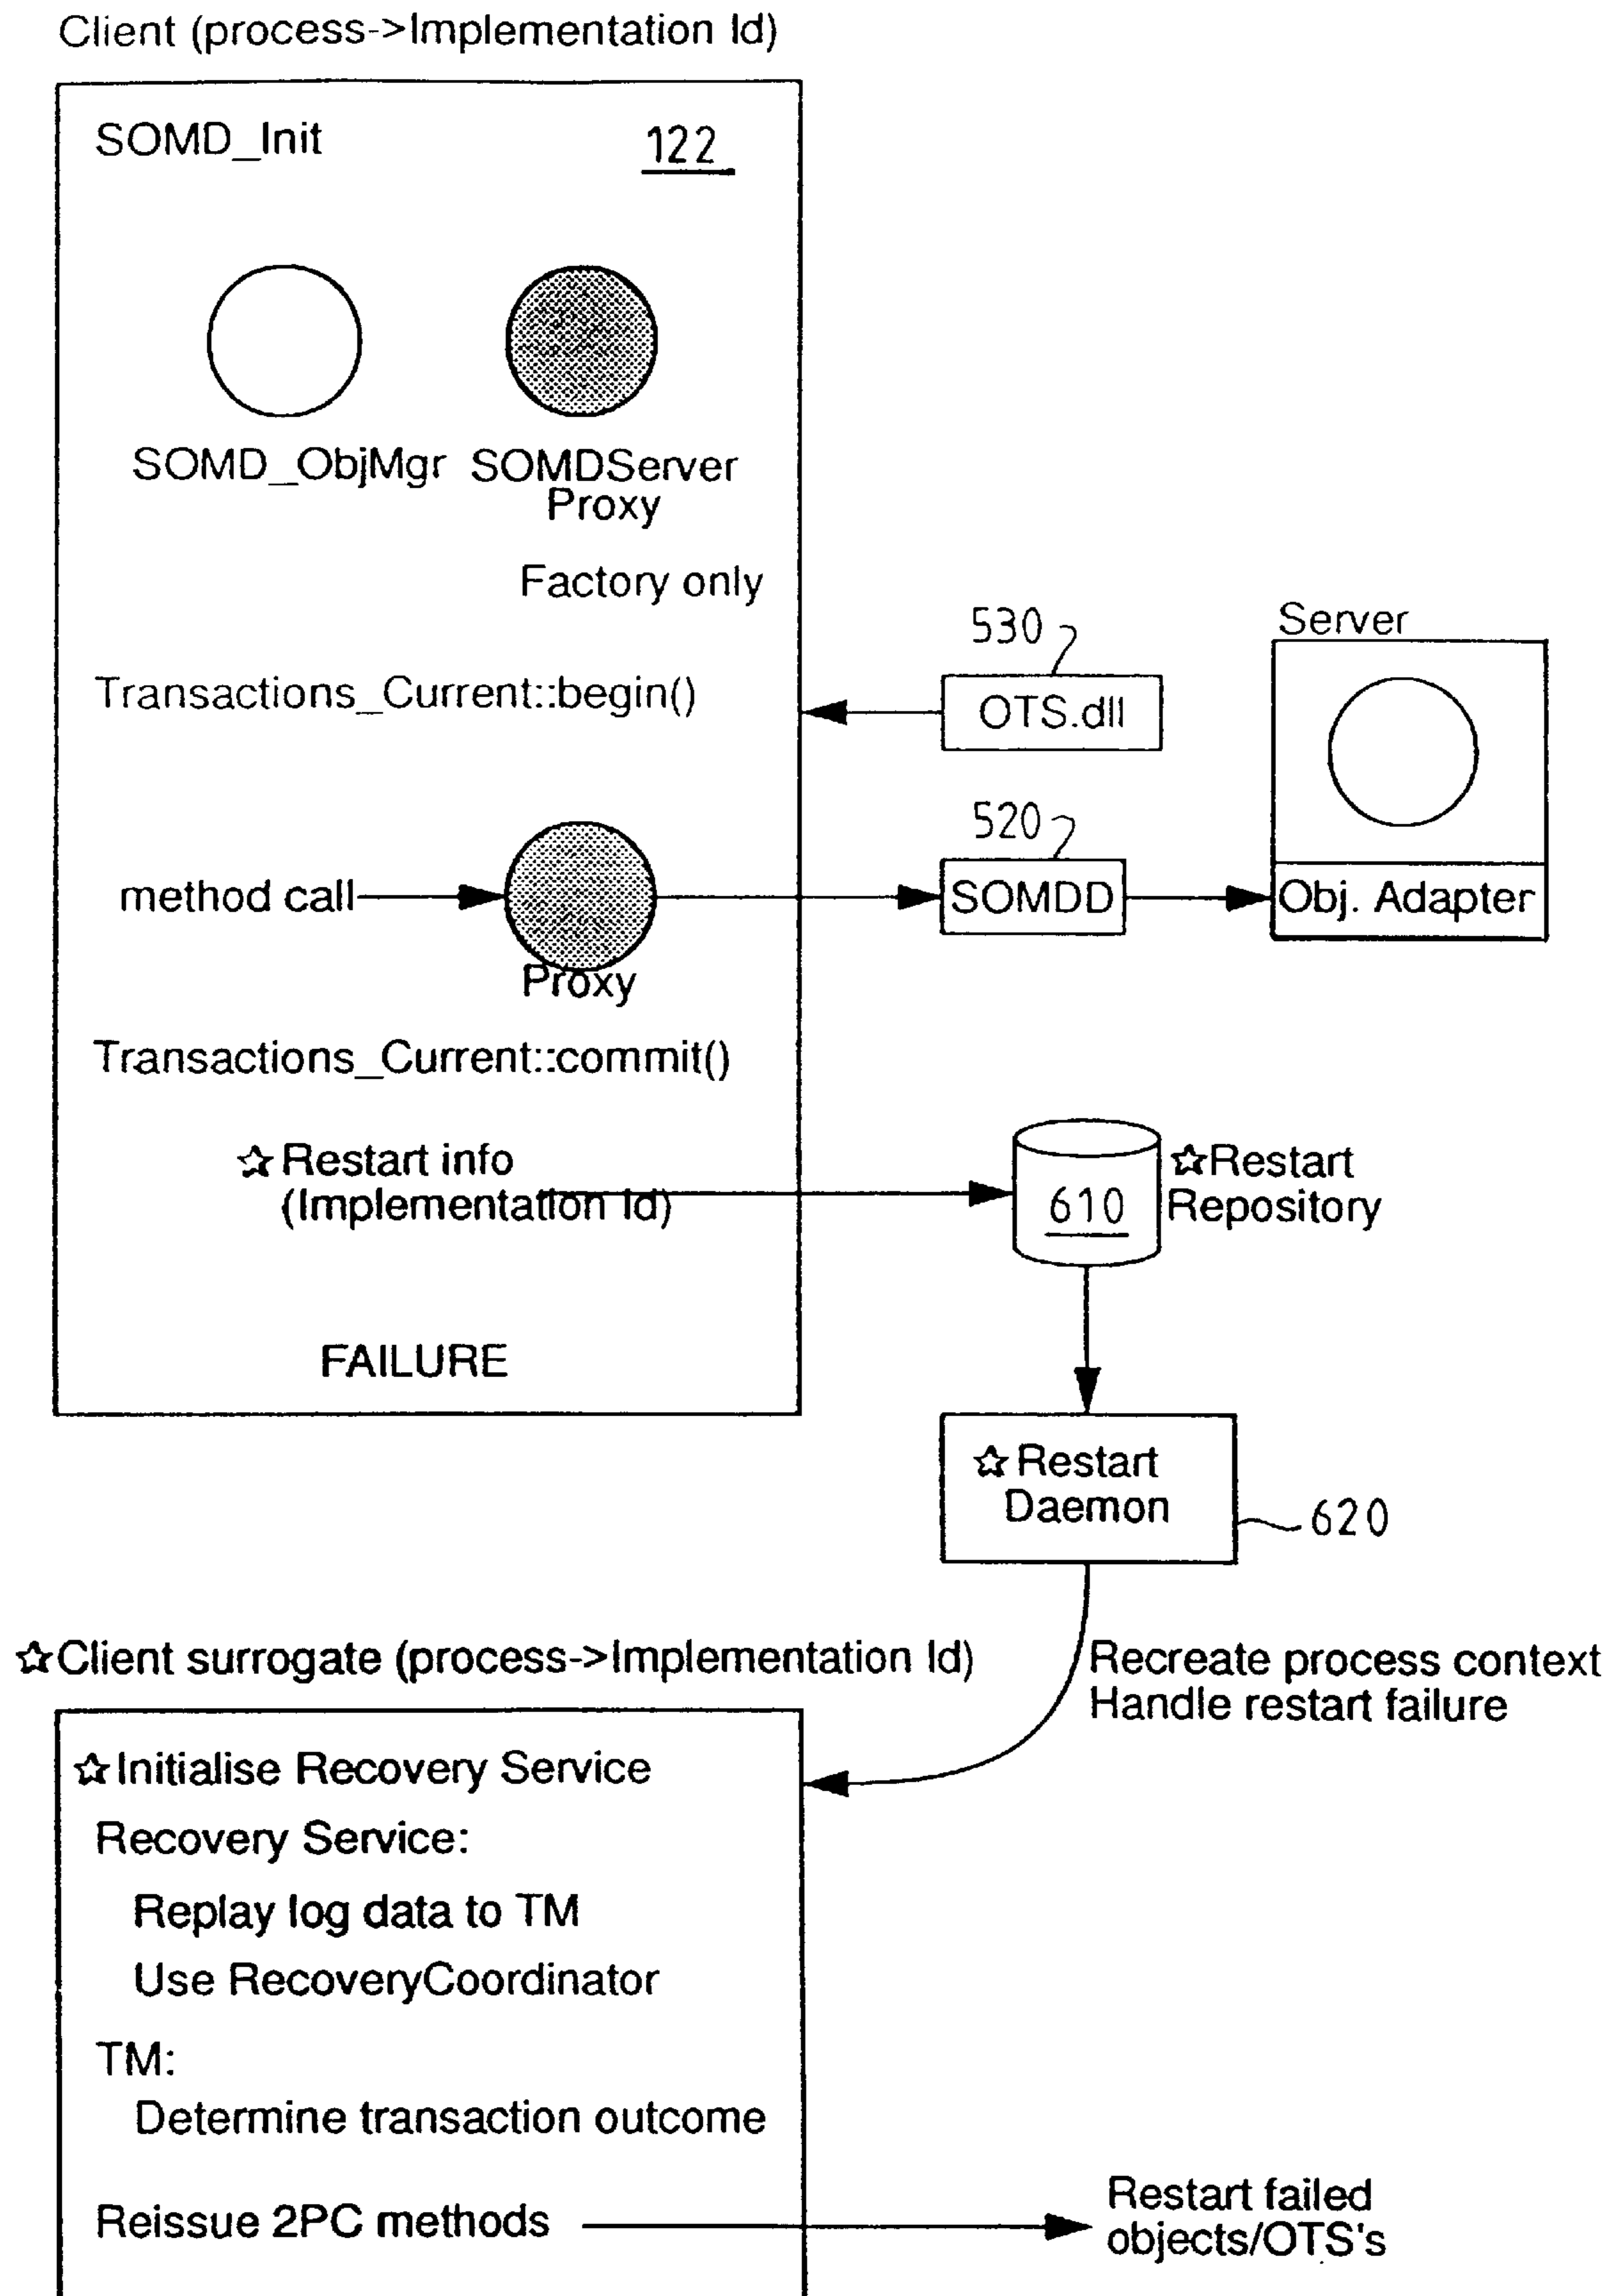 Client (process->Implementation Id)
SOMD_Init
122
SOMD_ObjMgr
SOMDServer
Proxy
Factory only
Transactions_Current::begin()
530
OTS.dll
Server
method call
Proxy
520
SOMDD
Obj. Adapter
Transactions_Current::commit()
☆ Restart info
(Implementation Id)
610
☆Restart
Repository
FAILURE
☆ Restart
Daemon
620
☆Client surrogate (process->Implementation Id)
Recreate process context
Handle restart failure
☆Initialise Recovery Service
Recovery Service:
Replay log data to TM
Use RecoveryCoordinator
TM:
Determine transaction outcome
Reissue 2PC methods
Restart failed
objects/OTS's